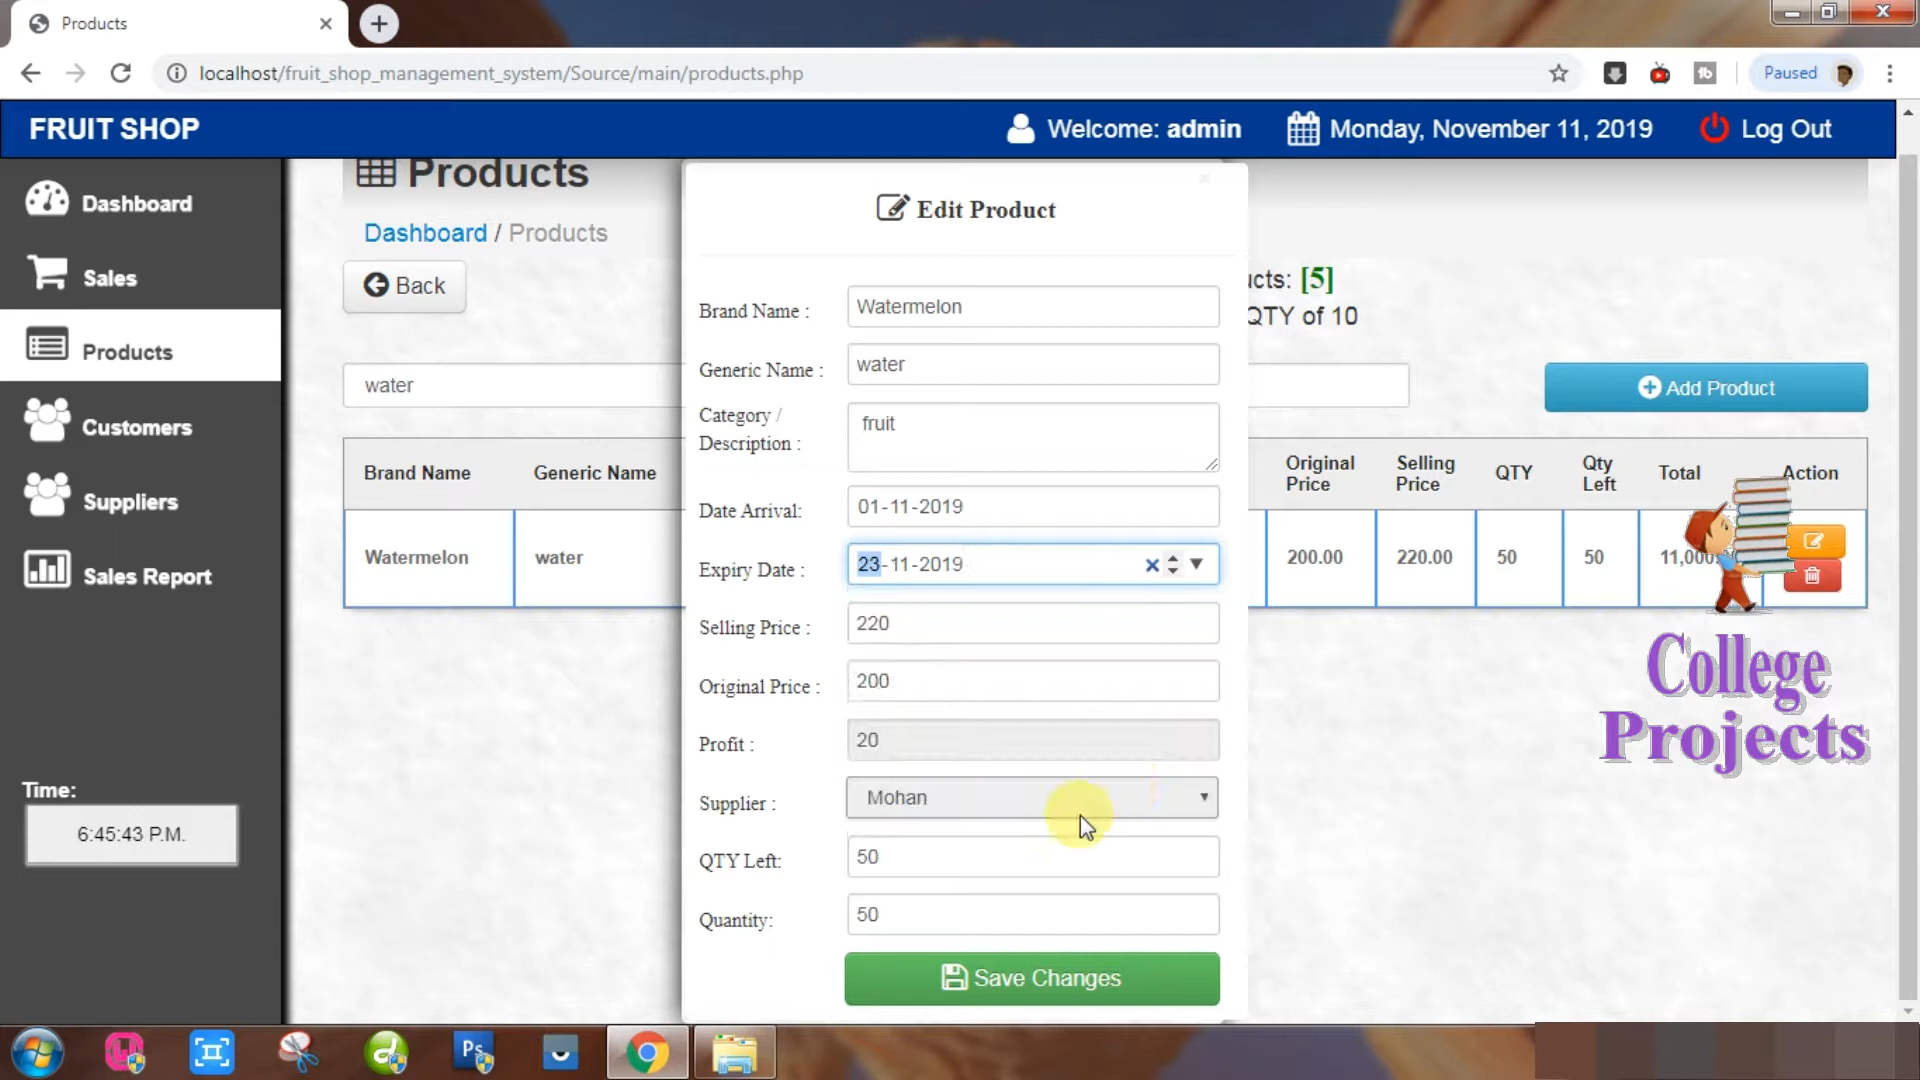 Products
localhost/fruit_shop_management_system/Source/main/products.php
Paused
FRUIT SHOP
Welcome: admin
Monday, November 11, 2019
Log Out
Dashboard
Sales
Products
Customers
Suppliers
Sales Report
Time:
6:45:43 P.M.
Products
Dashboard / Products
Back
ucts: [5]
QTY of 10
water
Add Product
Brand Name
Generic Name
Original Price
Selling Price
QTY
Qty Left
Total
Action
Watermelon
water
200.00
220.00
50
50
11,000
Edit Product
Brand Name : Watermelon
Generic Name : water
Category / Description : fruit
Date Arrival: 01-11-2019
Expiry Date : 23-11-2019
Selling Price : 220
Original Price : 200
Profit : 20
Supplier : Mohan
QTY Left: 50
Quantity: 50
Save Changes
College
Projects
Ps